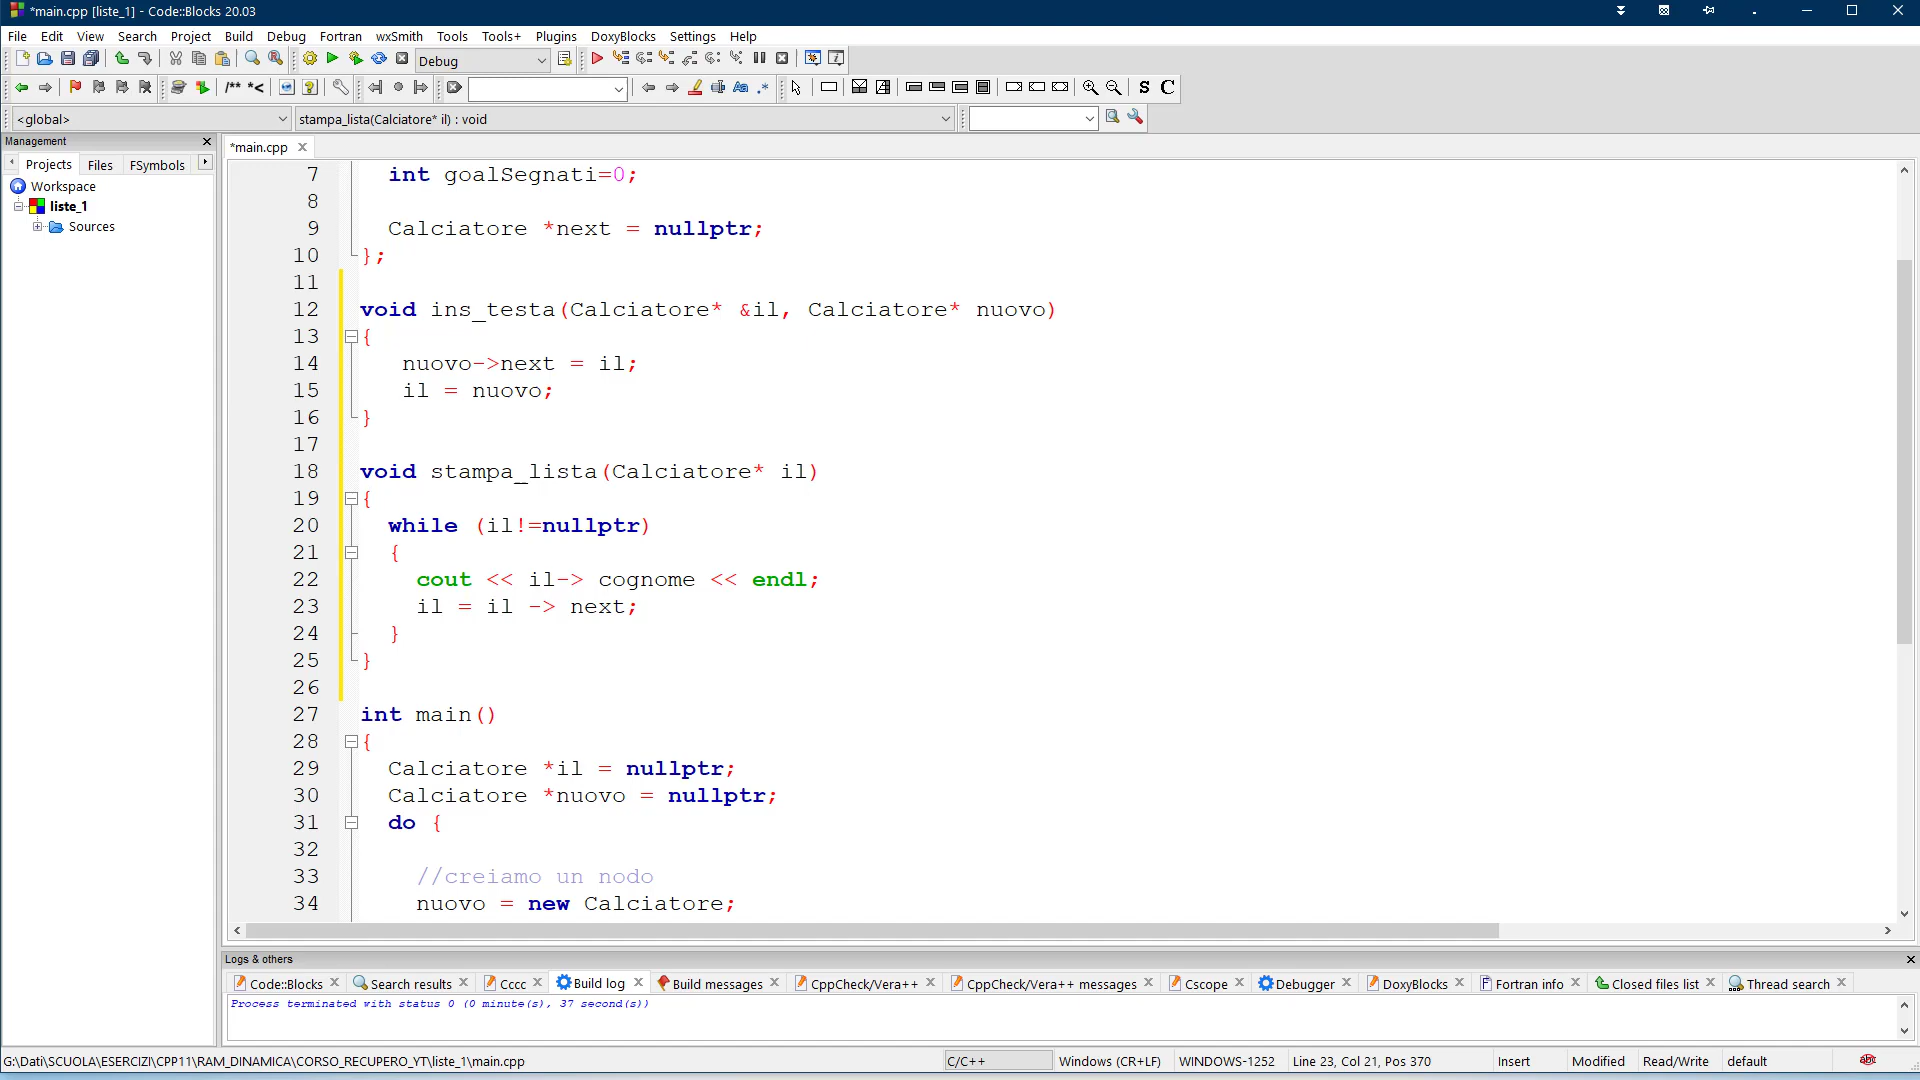 *main.cpp [liste_1] - Code::Blocks 20.03
File Edit View Search Project Build Debug Fortran wxSmith Tools Tools+ Plugins DoxyBlocks Settings Help
Debug
/** *< Aa .* S C
<global> stampa_lista(Calciatore* il) : void
Management
*main.cpp
Projects Files FSymbols
Workspace
liste_1
Sources
7 int goalSegnati=0;
8
9 Calciatore *next = nullptr;
10 };
11
12 void ins_testa(Calciatore* &il, Calciatore* nuovo)
13 {
14 nuovo->next = il;
15 il = nuovo;
16 }
17
18 void stampa_lista(Calciatore* il)
19 {
20 while (il!=nullptr)
21 {
22 cout << il-> cognome << endl;
23 il = il -> next;
24 }
25 }
26
27 int main()
28 {
29 Calciatore *il = nullptr;
30 Calciatore *nuovo = nullptr;
31 do {
32
33 //creiamo un nodo
34 nuovo = new Calciatore;
Logs & others
Code::Blocks Search results Cccc Build log Build messages CppCheck/Vera++ CppCheck/Vera++ messages Cscope Debugger DoxyBlocks Fortran info Closed files list Thread search
Process terminated with status 0 (0 minute(s), 37 second(s))
G:\Dati\SCUOLA\ESERCIZI\CPP11\RAM_DINAMICA\CORSO_RECUPERO_YT\liste_1\main.cpp C/C++ Windows (CR+LF) WINDOWS-1252 Line 23, Col 21, Pos 370 Insert Modified Read/Write default abc